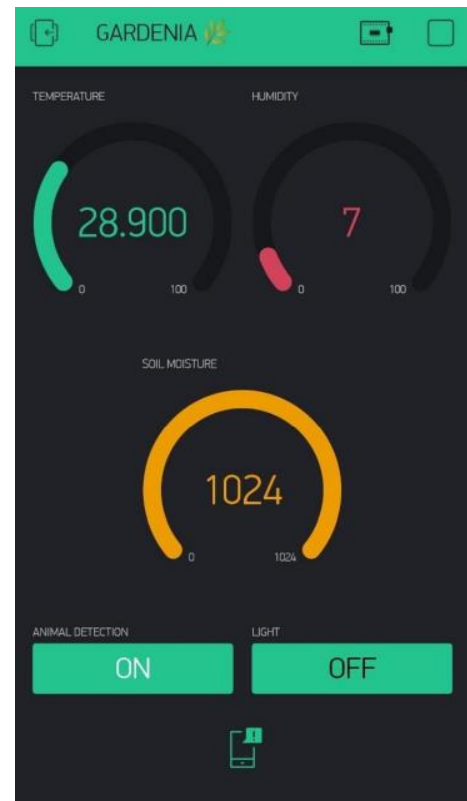 GARDENIA 🌿
TEMPERATURE
HUMIDITY
28.900
7
0 100
0 100
SOIL MOISTURE
1024
0 1024
ANIMAL DETECTION
LIGHT
ON
OFF
!